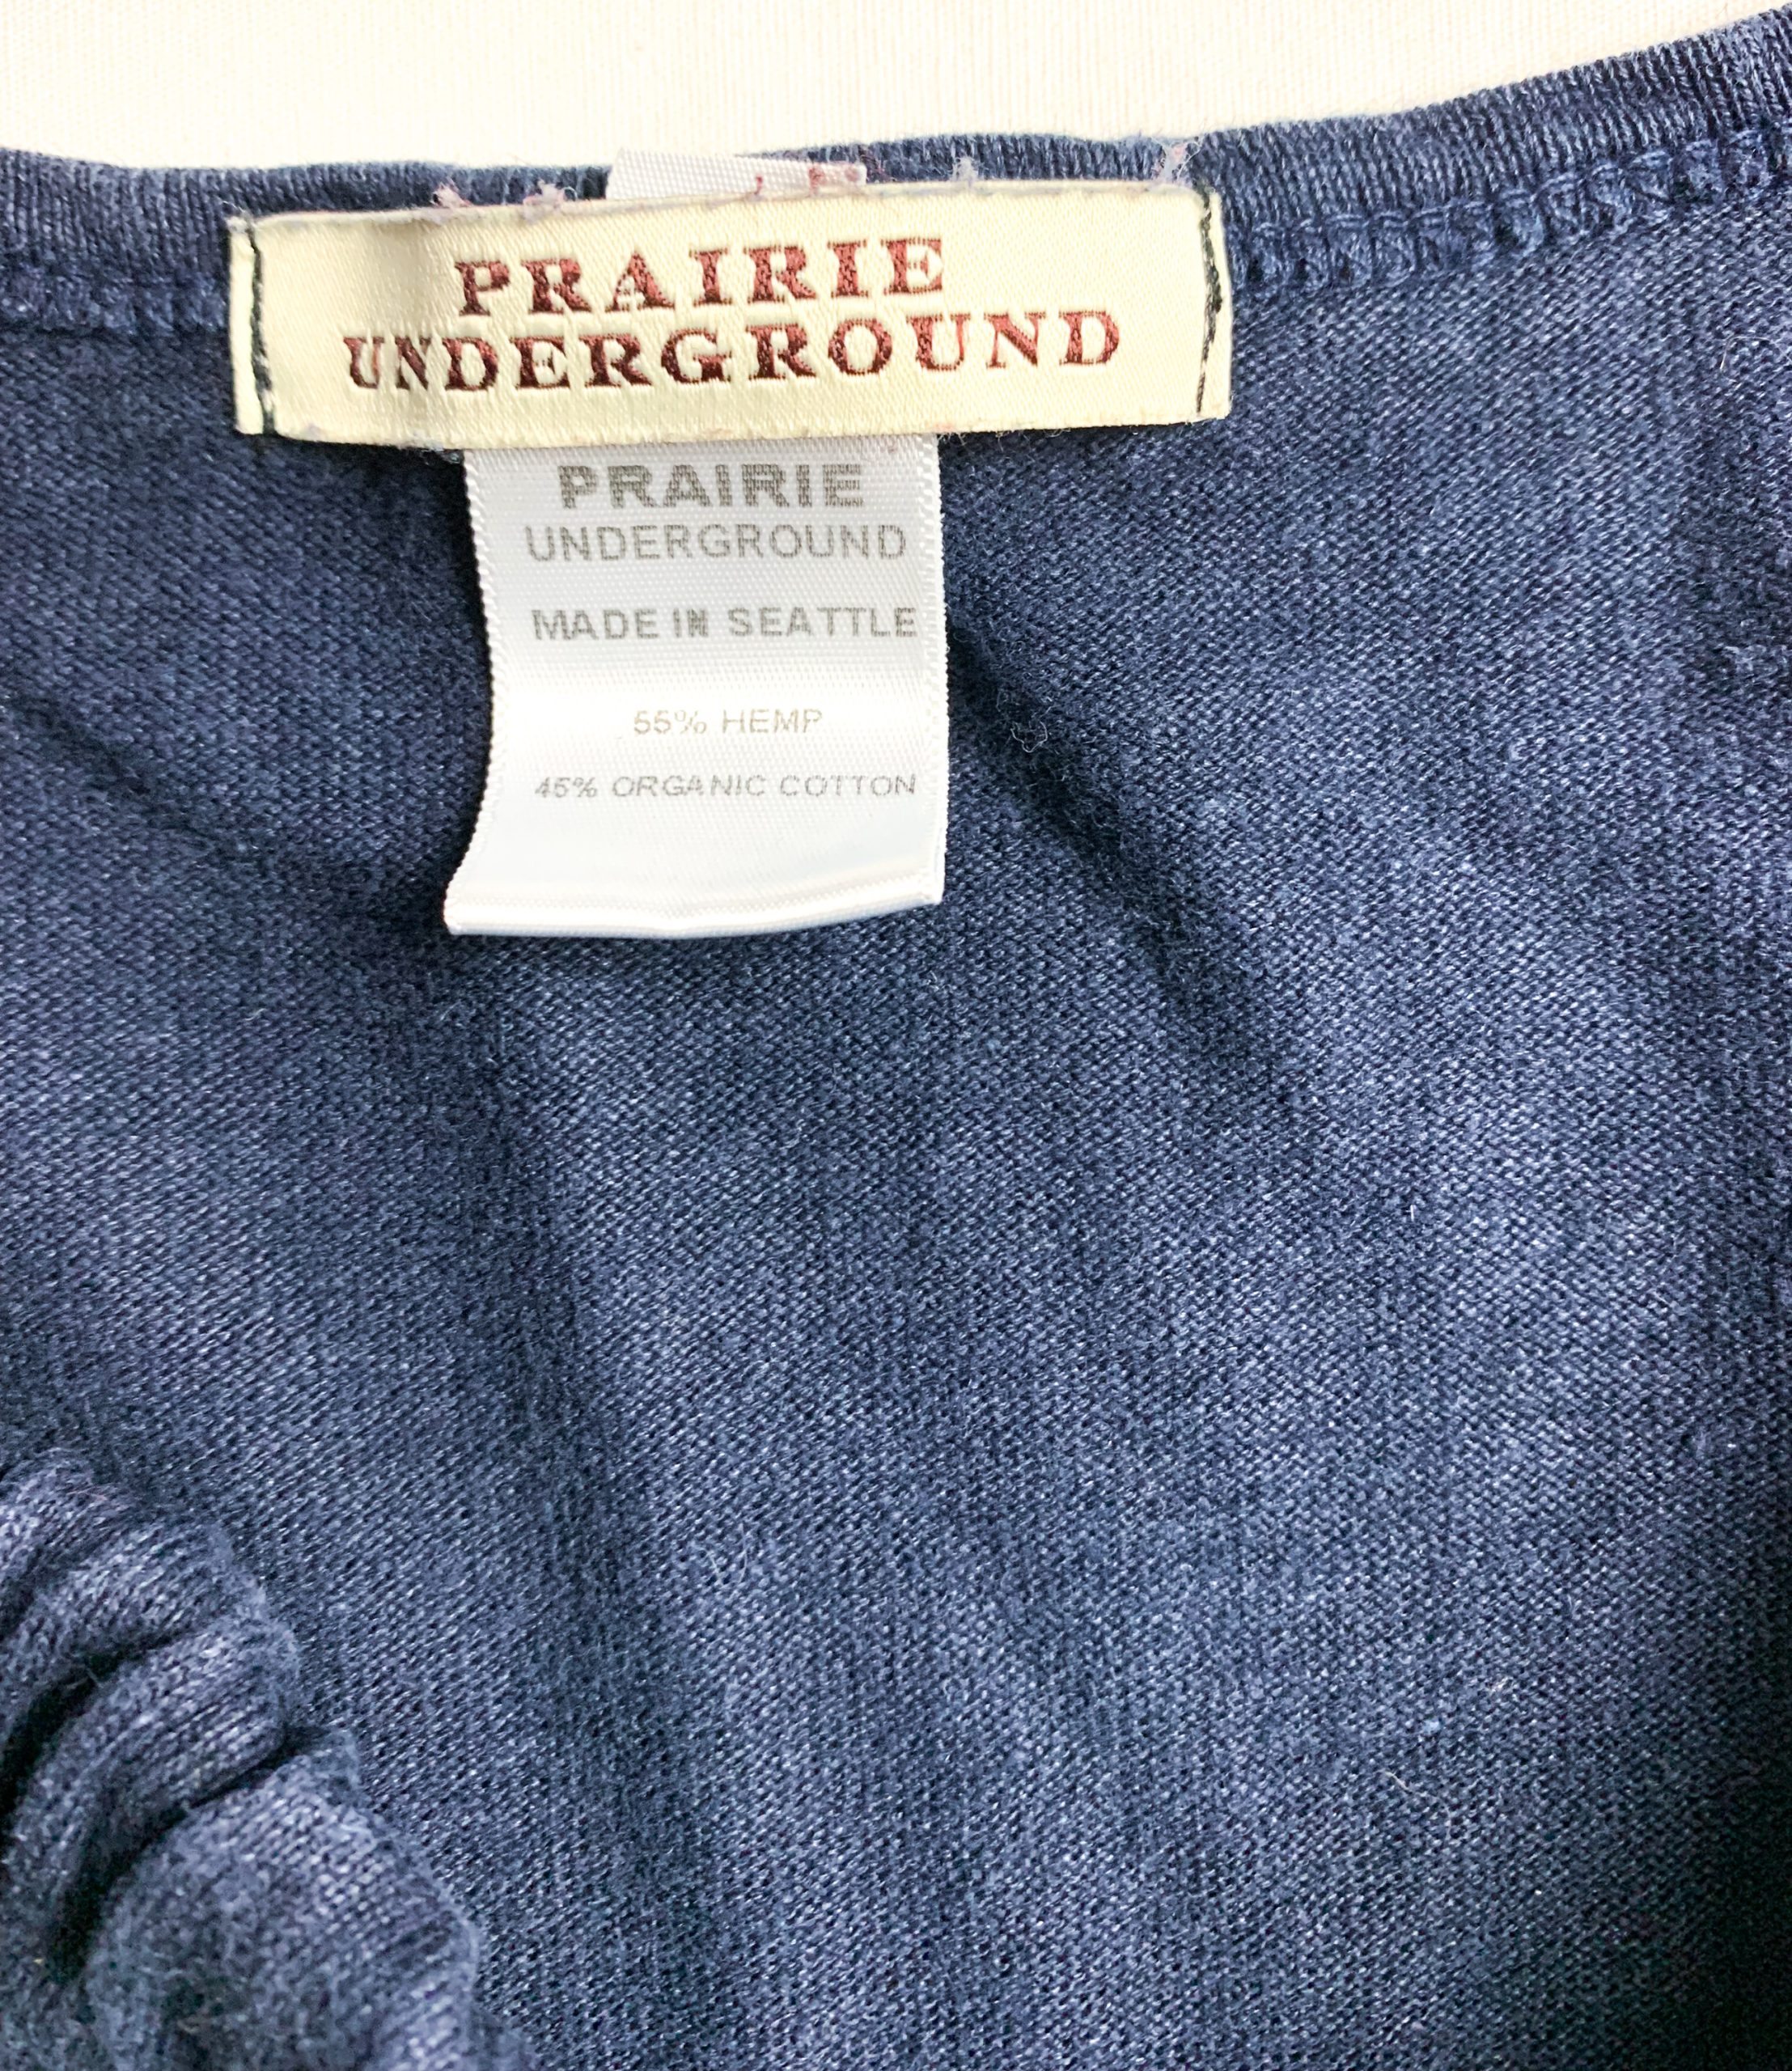 PRAIRIE
UNDERGROUND
PRAIRIE
UNDERGROUND
MADE IN SEATTLE
55% HEMP
45% ORGANIC COTTON